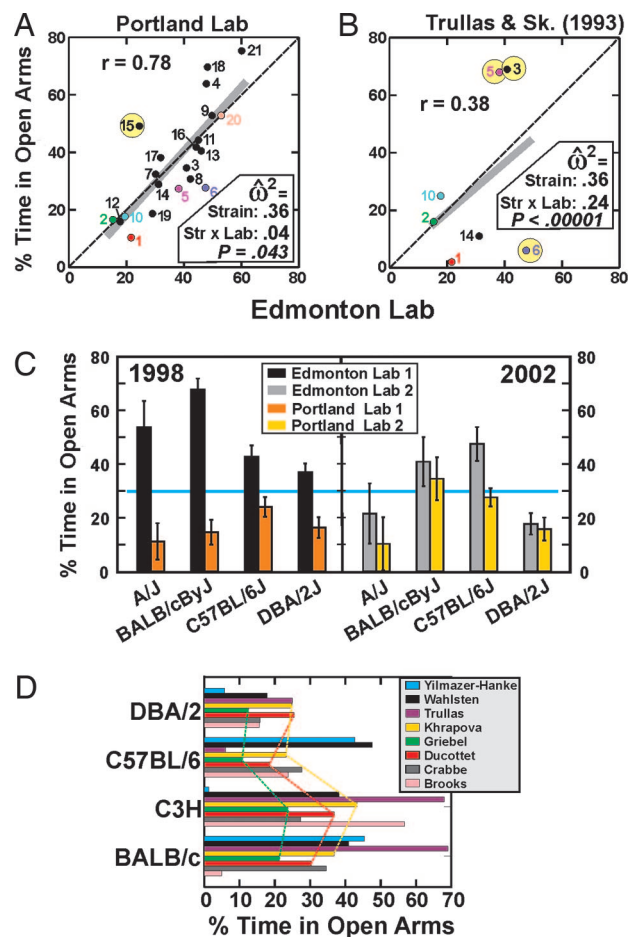 A
Portland Lab
B
Trullas & Sk. (1993)
% Time in Open Arms
80
60
40
20
0
r = 0.78
21
18
4
9
20
15
16
11
13
17
3
7
8
31
14
5
6
12
2
10
19
1
ω̂²=
Strain: .36
Str x Lab: .04
P = .043
0 20 40 60 80
80
60
40
20
0
r = 0.38
5
3
10
2
14
1
6
ω̂²=
Strain: .36
Str x Lab: .24
P < .00001
0 20 40 60 80
Edmonton Lab
C
% Time in Open Arms
80
60
40
20
0
1998
Edmonton Lab 1
Edmonton Lab 2
Portland Lab 1
Portland Lab 2
2002
80
60
40
20
0
A/J
BALB/cByJ
C57BL/6J
DBA/2J
A/J
BALB/cByJ
C57BL/6J
DBA/2J
D
DBA/2
C57BL/6
C3H
BALB/c
Yilmazer-Hanke
Wahlsten
Trullas
Khrapova
Griebel
Ducottet
Crabbe
Brooks
0 10 20 30 40 50 60 70
% Time in Open Arms